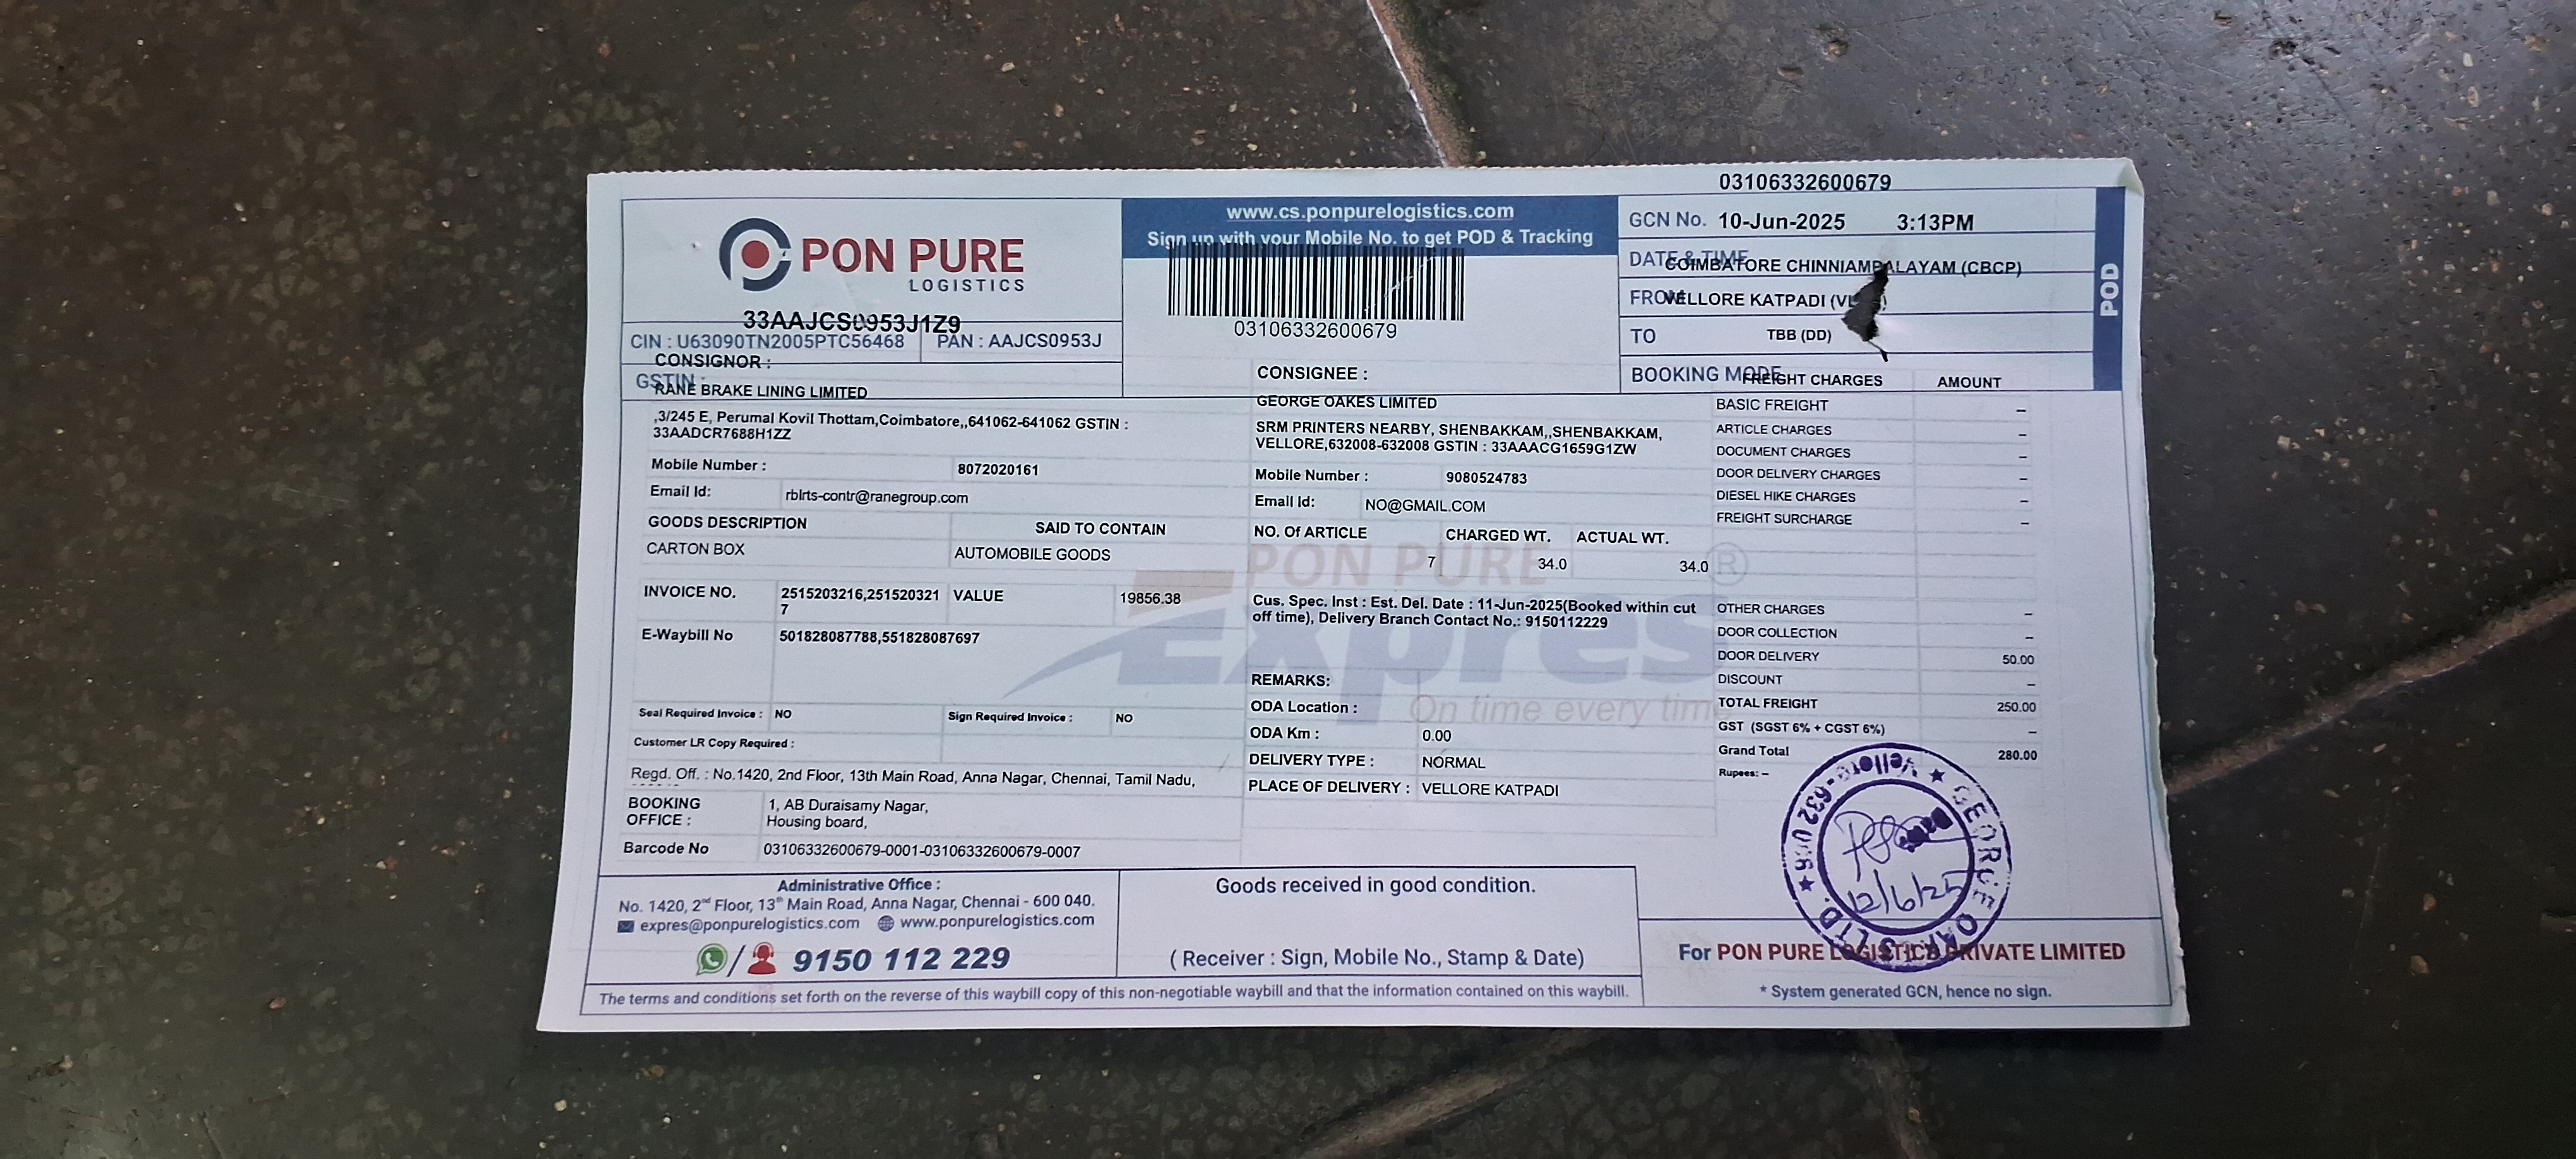 03106332600679
PON PURE
LOGISTICS
33AAJCS0953J1Z9
CIN : U63090TN2005PTC56468 PAN : AAJCS0953J
GSTIN :
www.cs.ponpurelogistics.com
Sign up with your Mobile No. to get POD & Tracking
03106332600679
GCN No. 10-Jun-2025 3:13PM
DATE & TIME COIMBATORE CHINNIAMPALAYAM (CBCP)
FROM VELLORE KATPADI
TO TBB (DD)
BOOKING MODE
POD
CONSIGNOR :
RANE BRAKE LINING LIMITED
,3/245 E, Perumal Kovil Thottam,Coimbatore,,641062-641062 GSTIN :
33AADCR7688H1ZZ
Mobile Number : 8072020161
Email Id: rblrts-contr@ranegroup.com
GOODS DESCRIPTION SAID TO CONTAIN
CARTON BOX AUTOMOBILE GOODS
INVOICE NO. 2515203216,251520321 VALUE 19856.38
7
E-Waybill No 501828087788,551828087697
Seal Required Invoice : NO Sign Required Invoice : NO
Customer LR Copy Required :
Regd. Off. : No.1420, 2nd Floor, 13th Main Road, Anna Nagar, Chennai, Tamil Nadu,
BOOKING 1, AB Duraisamy Nagar,
OFFICE : Housing board,
Barcode No 03106332600679-0001-03106332600679-0007
CONSIGNEE :
GEORGE OAKES LIMITED
SRM PRINTERS NEARBY, SHENBAKKAM,,SHENBAKKAM,
VELLORE,632008-632008 GSTIN : 33AAACG1659G1ZW
Mobile Number : 9080524783
Email Id: NO@GMAIL.COM
NO. Of ARTICLE CHARGED WT. ACTUAL WT.
7 34.0 34.0
PON PURE ®
Expres
On time every time
Cus. Spec. Inst : Est. Del. Date : 11-Jun-2025(Booked within cut
off time), Delivery Branch Contact No.: 9150112229
REMARKS:
ODA Location :
ODA Km : 0.00
DELIVERY TYPE : NORMAL
PLACE OF DELIVERY : VELLORE KATPADI
FREIGHT CHARGES AMOUNT
BASIC FREIGHT –
ARTICLE CHARGES –
DOCUMENT CHARGES –
DOOR DELIVERY CHARGES –
DIESEL HIKE CHARGES –
FREIGHT SURCHARGE –
OTHER CHARGES –
DOOR COLLECTION –
DOOR DELIVERY 50.00
DISCOUNT –
TOTAL FREIGHT 250.00
GST (SGST 6% + CGST 6%) –
Grand Total 280.00
Rupees: –
GEORGE OAKES LTD. ★ Vellore-632 006 ★
12/6/25
Administrative Office :
No. 1420, 2nd Floor, 13th Main Road, Anna Nagar, Chennai - 600 040.
expres@ponpurelogistics.com www.ponpurelogistics.com
/ 9150 112 229
Goods received in good condition.
( Receiver : Sign, Mobile No., Stamp & Date)
For PON PURE LOGISTICS PRIVATE LIMITED
* System generated GCN, hence no sign.
The terms and conditions set forth on the reverse of this waybill copy of this non-negotiable waybill and that the information contained on this waybill.